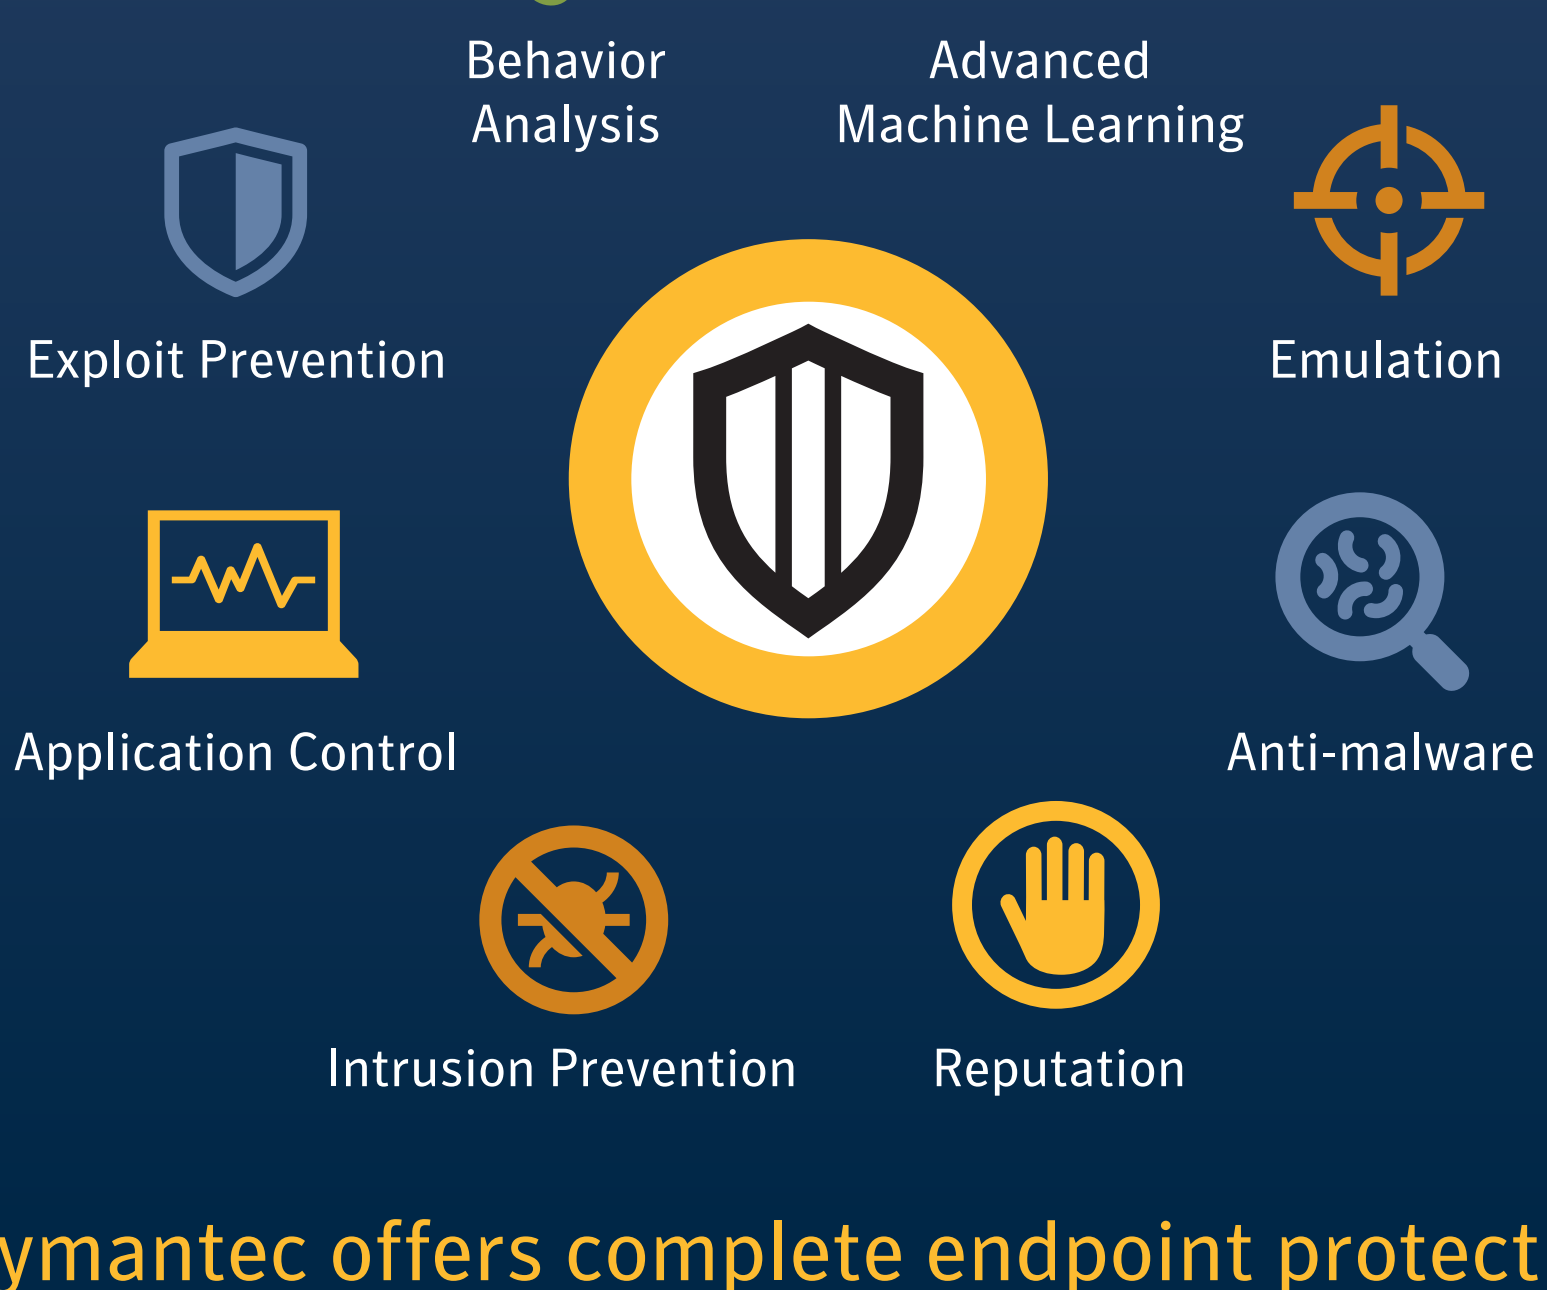 Behavior
Analysis
Advanced
Machine Learning
Exploit Prevention
Emulation
Application Control
Anti-malware
Intrusion Prevention
Reputation
ymantec offers complete endpoint protect